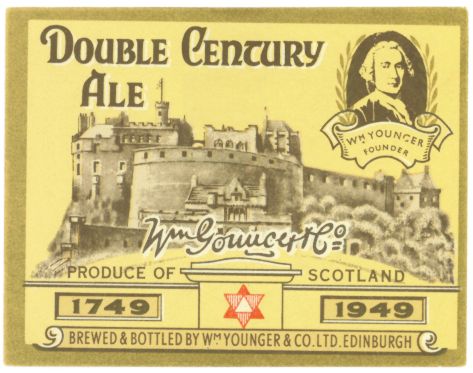 DOUBLE CENTURY
ALE
WM YOUNGER
FOUNDER
Wm Younger & Co
PRODUCE OF SCOTLAND
1749 1949
BREWED & BOTTLED BY WM YOUNGER & CO. LTD. EDINBURGH